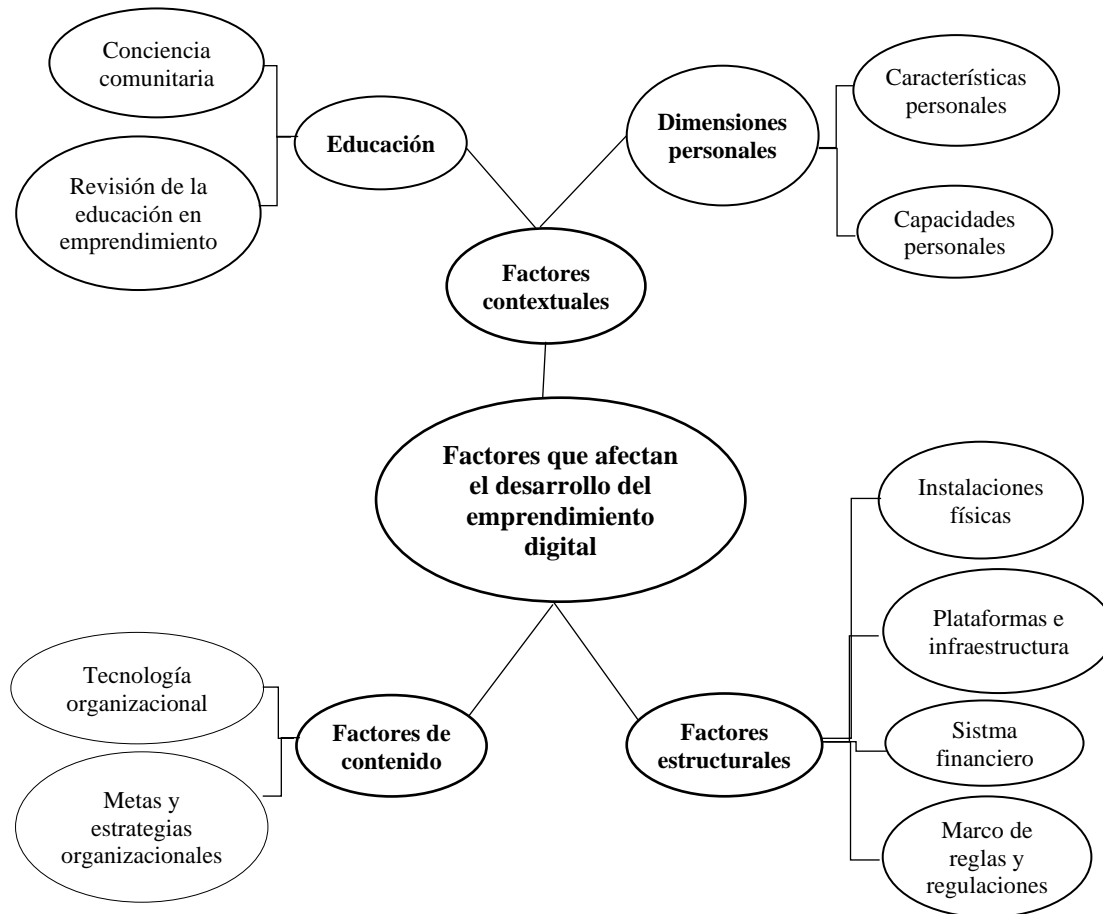 Conciencia
comunitaria
Revisión de la
educación en
emprendimiento
Educación
Dimensiones
personales
Característicás
personales
Capacidades
personales
Factores
contextuales
Factores que afectan
el desarrollo del
emprendimiento
digital
Tecnología
organizacional
Metas y
estrategias
organizacionales
Factores de
contenido
Factores
estructurales
Instalaciones
físicas
Plataformas e
infraestructura
Sistma
financiero
Marco de
reglas y
regulaciones